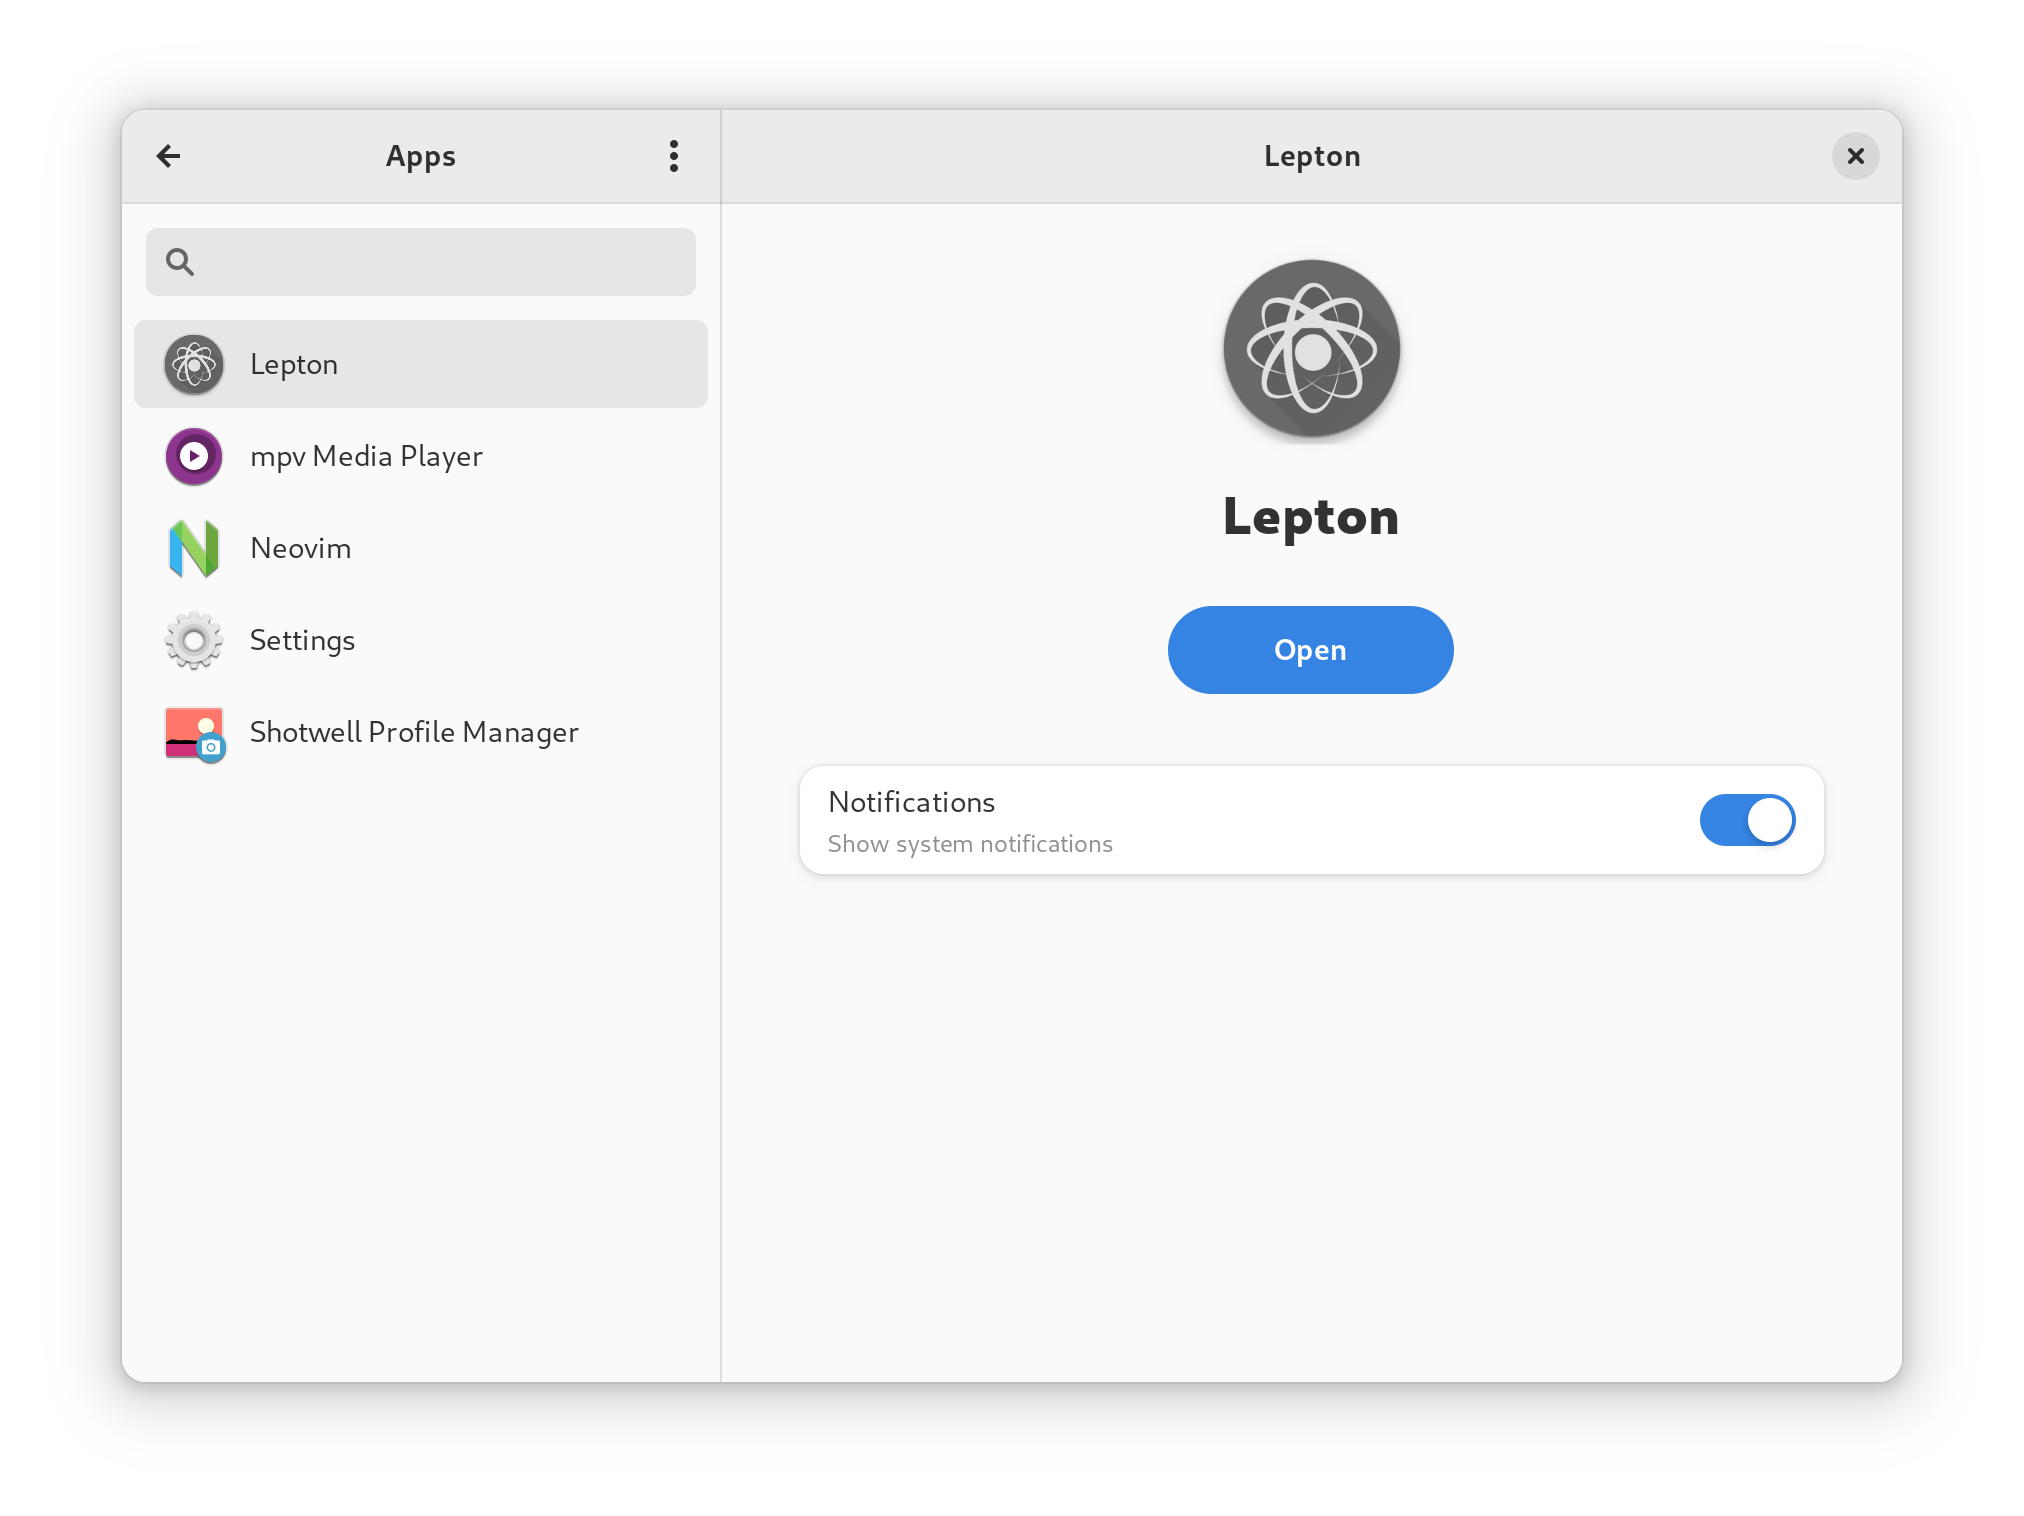 Apps
Lepton
Lepton
mpv Media Player
Neovim
Settings
Shotwell Profile Manager
Lepton
Open
Notifications
Show system notifications